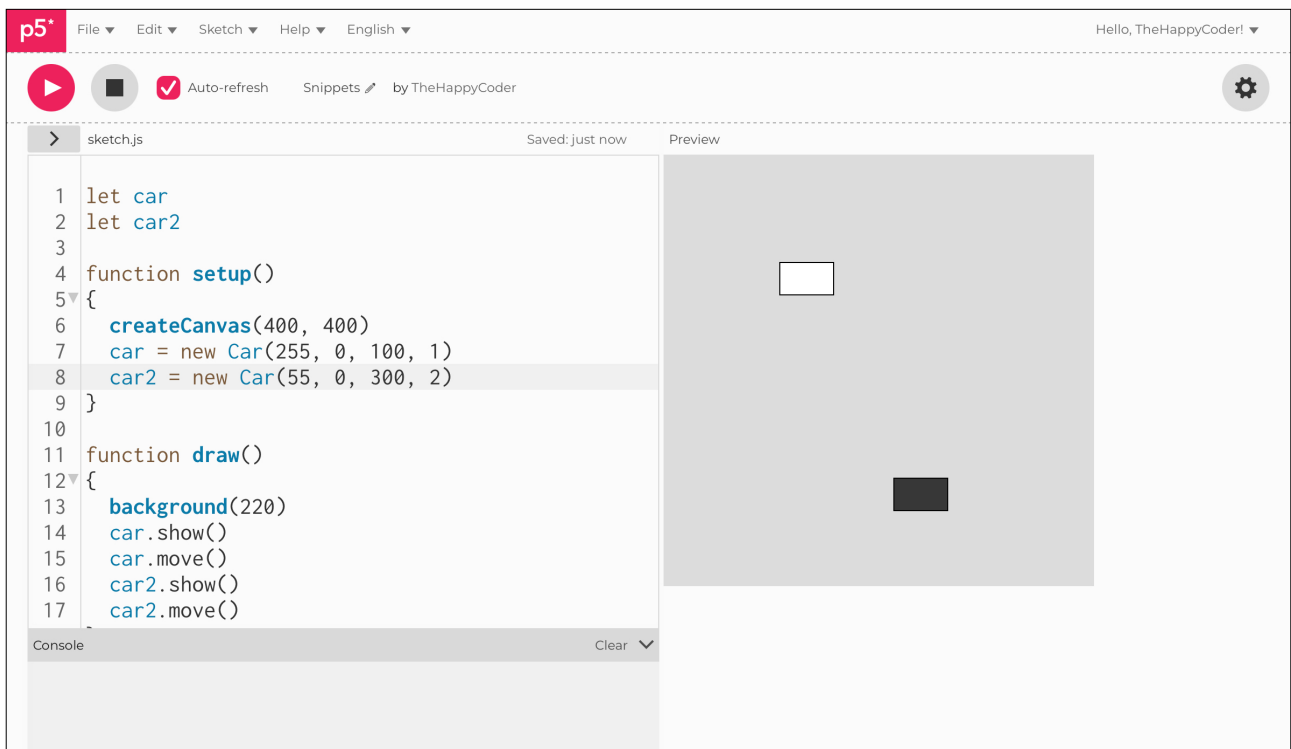 p5* File Edit Sketch Help English Hello, TheHappyCoder!
Auto-refresh Snippets by TheHappyCoder
sketch.js Saved: just now Preview
1 let car
2 let car2
3
4 function setup()
5 {
6 createCanvas(400, 400)
7 car = new Car(255, 0, 100, 1)
8 car2 = new Car(55, 0, 300, 2)
9 }
10
11 function draw()
12 {
13 background(220)
14 car.show()
15 car.move()
16 car2.show()
17 car2.move()
Console Clear